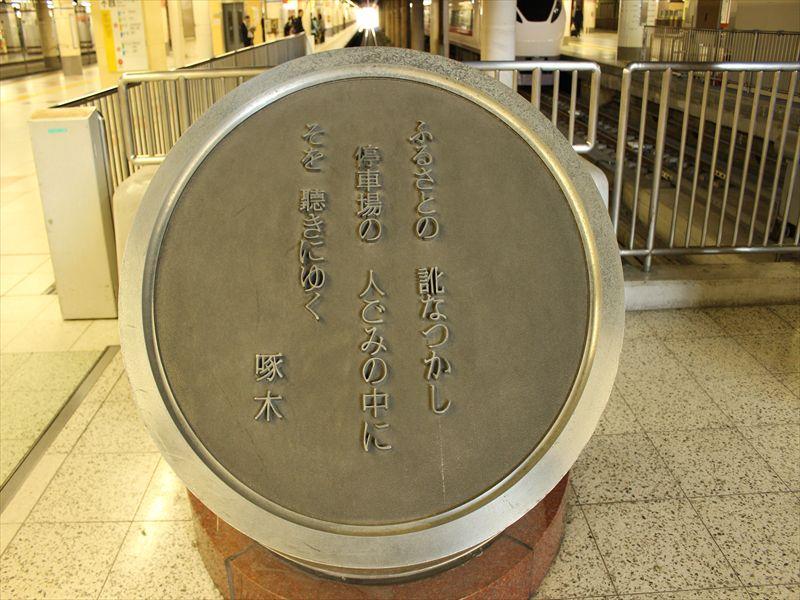 ふるさとの 訛なつかし
停車場の 人ごみの中に
そを 聴きにゆく
啄木